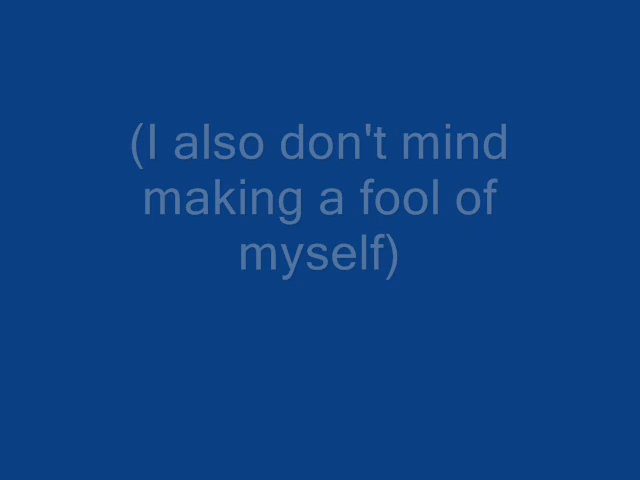 (I also don't mind
making a fool of
myself)